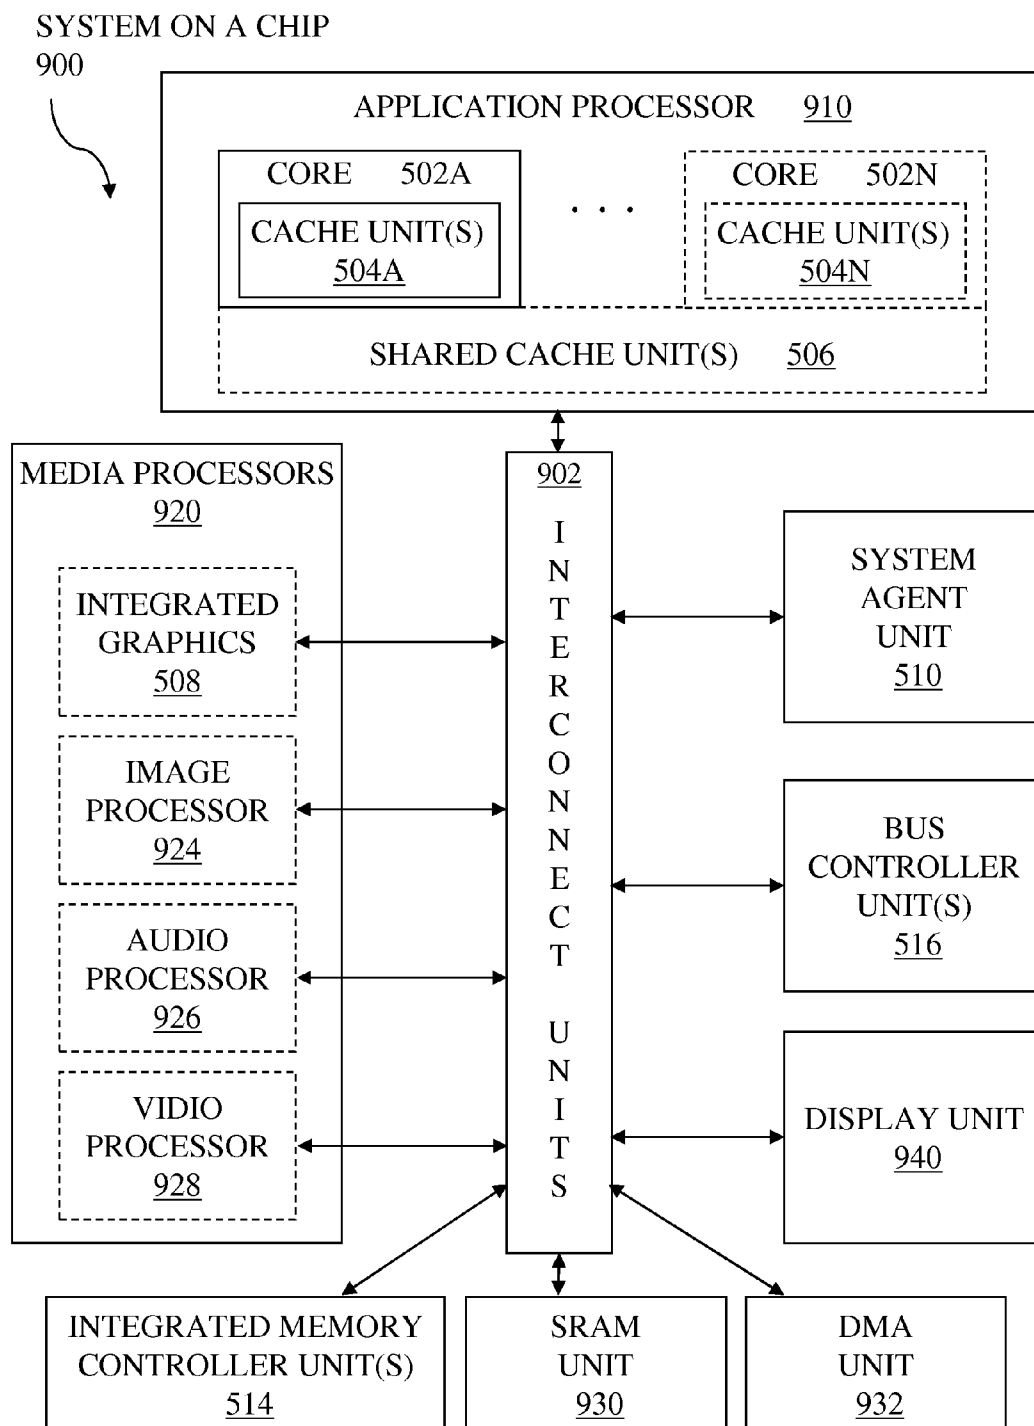 SYSTEM ON A CHIP
900
APPLICATION PROCESSOR 910
CORE 502A
CACHE UNIT(S)
504A
. . .
CORE 502N
CACHE UNIT(S)
504N
SHARED CACHE UNIT(S) 506
MEDIA PROCESSORS
920
INTEGRATED
GRAPHICS
508
IMAGE
PROCESSOR
924
AUDIO
PROCESSOR
926
VIDIO
PROCESSOR
928
902
INTERCONNECT UNITS
SYSTEM
AGENT
UNIT
510
BUS
CONTROLLER
UNIT(S)
516
DISPLAY UNIT
940
INTEGRATED MEMORY
CONTROLLER UNIT(S)
514
SRAM
UNIT
930
DMA
UNIT
932